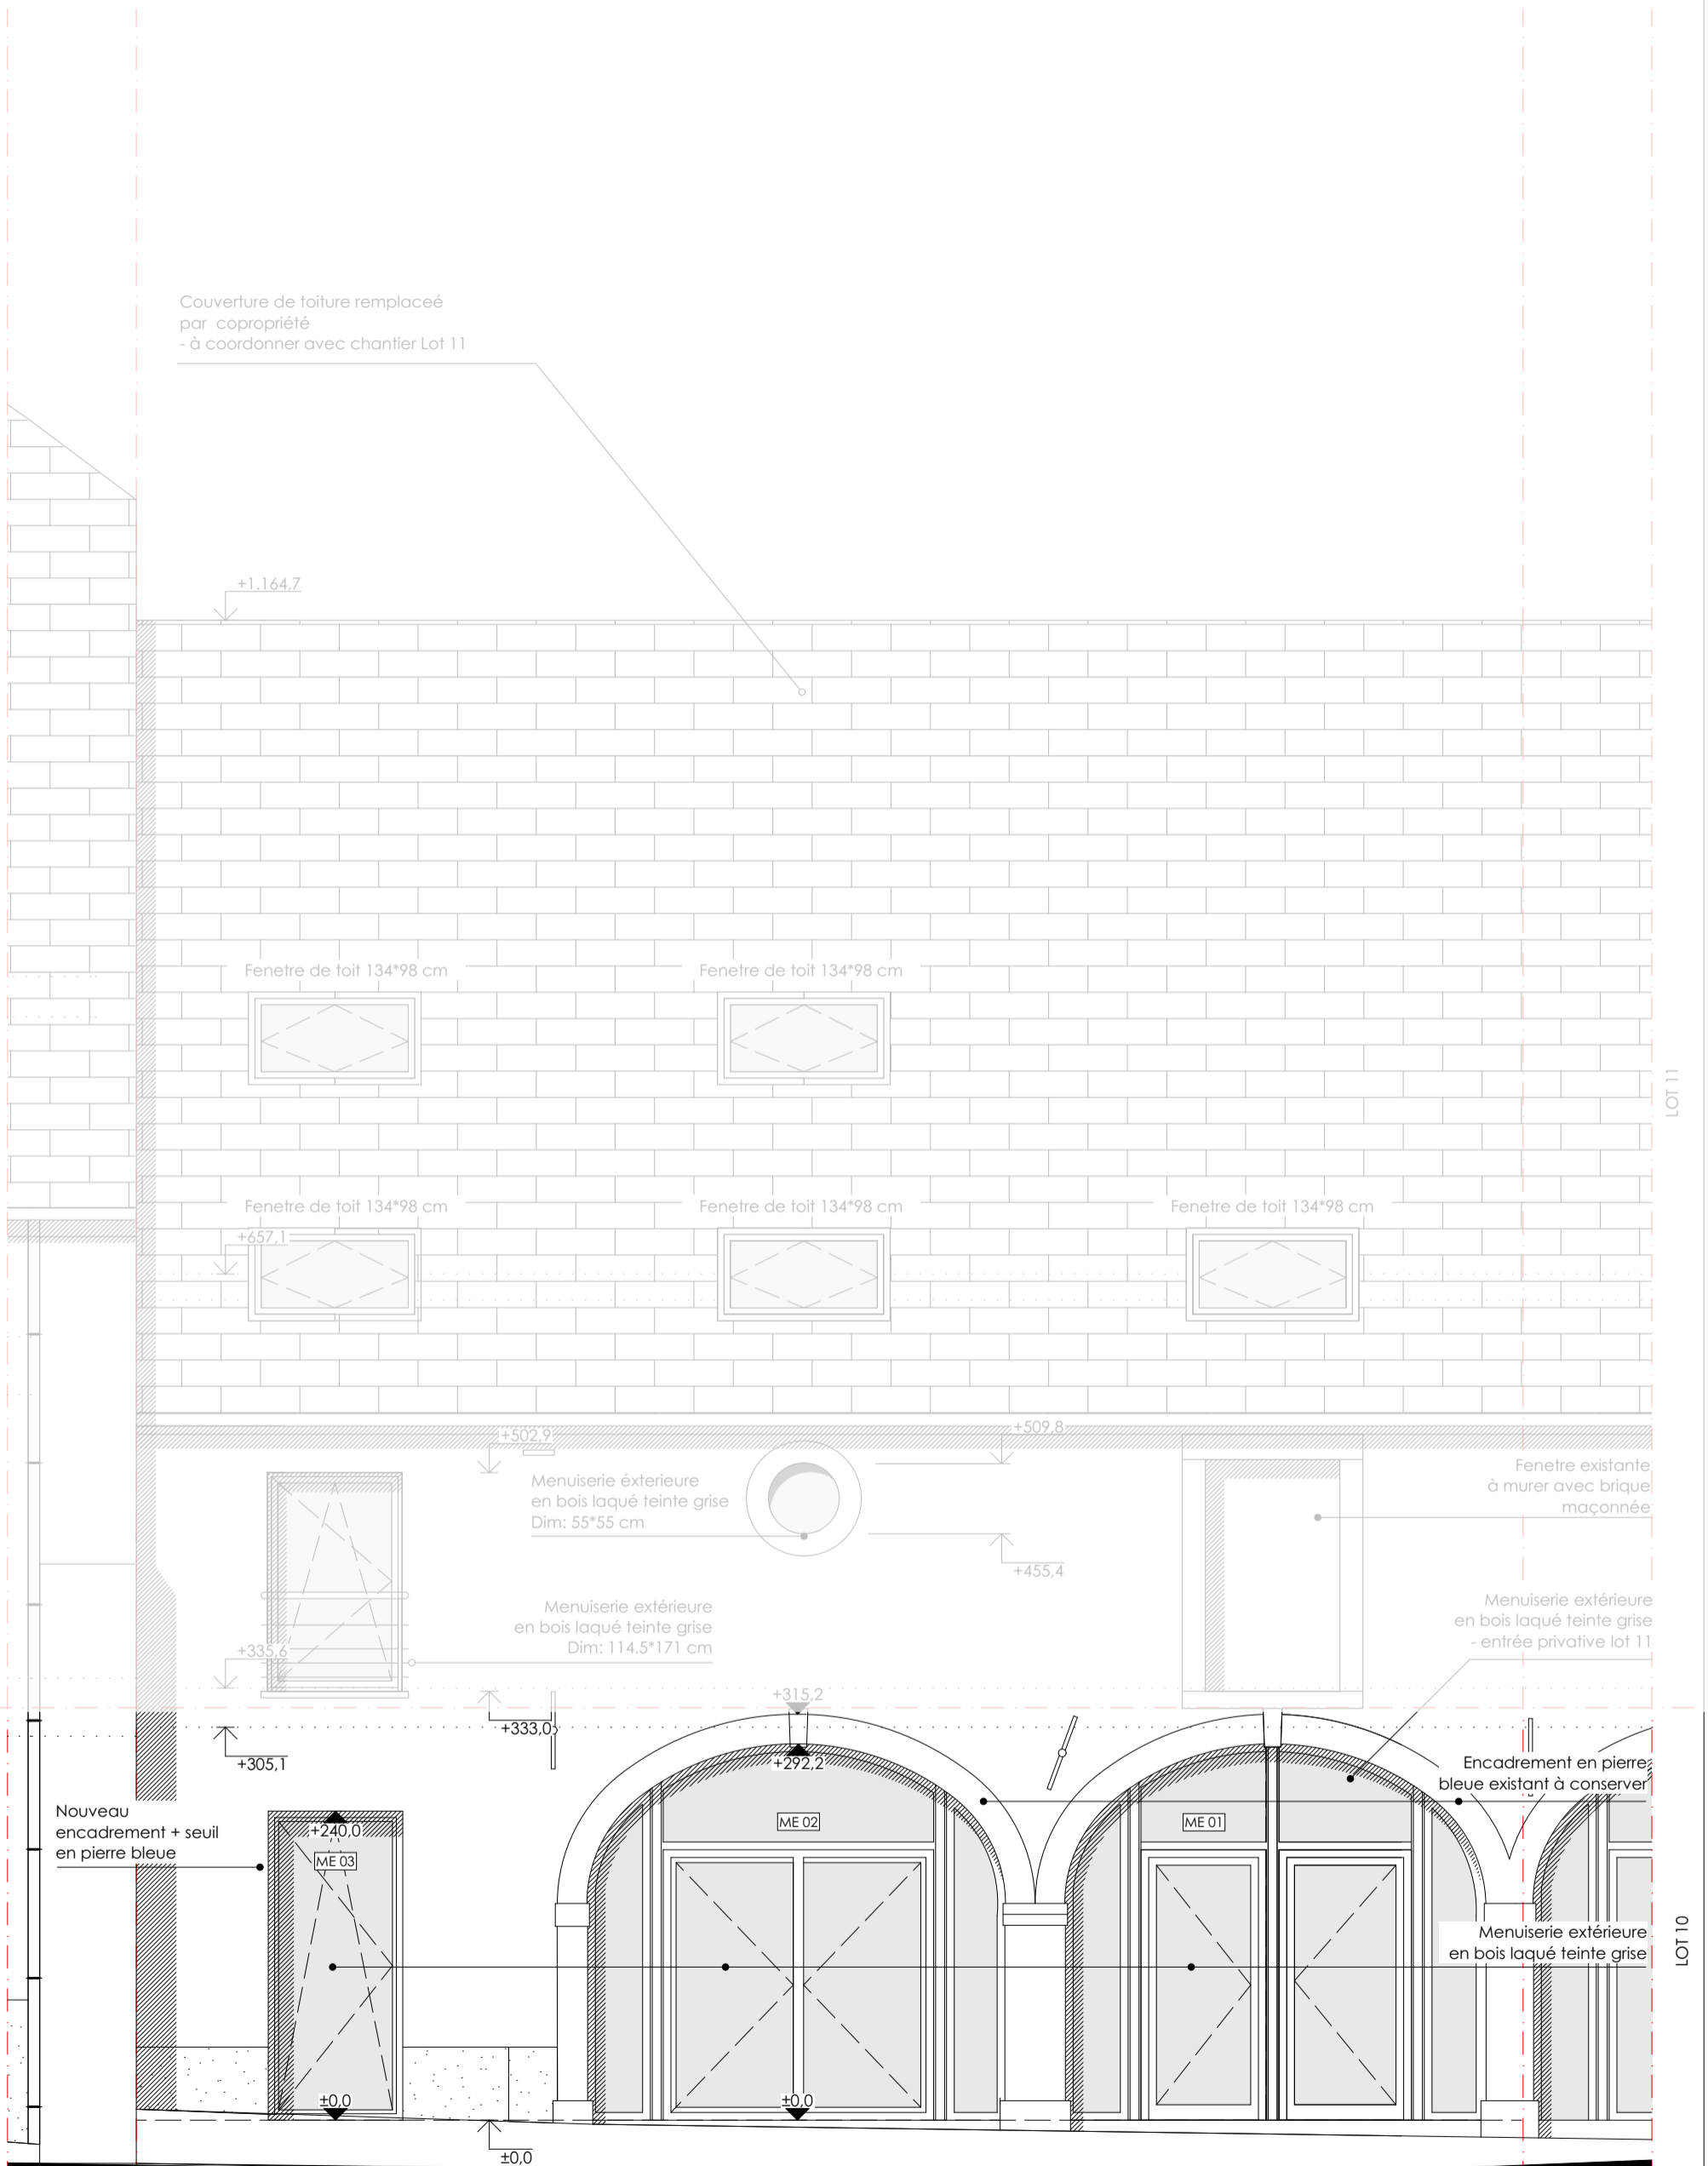 Couverture de toiture remplaceé
par copropriété
- à coordonner avec chantier Lot 11
+1.164,7
Fenetre de toit 134*98 cm
Fenetre de toit 134*98 cm
LOT 11
Fenetre de toit 134*98 cm
Fenetre de toit 134*98 cm
Fenetre de toit 134*98 cm
+657,1
+502,9
+509,8
Menuiserie éxterieure
en bois laqué teinte grise
Dim: 55*55 cm
Fenetre existante
à murer avec brique
maçonnée
+455,4
Menuiserie extérieure
en bois laqué teinte grise
Dim: 114.5*171 cm
Menuiserie extérieure
en bois laqué teinte grise
- entrée privative lot 11
+335,6
+315,2
+333,0
+305,1
+292,2
Encadrement en pierre
bleue existant à conserver
Nouveau
encadrement + seuil
en pierre bleue
+240,0
ME 03
ME 02
ME 01
Menuiserie extérieure
en bois laqué teinte grise
LOT 10
±0,0
±0,0
±0,0